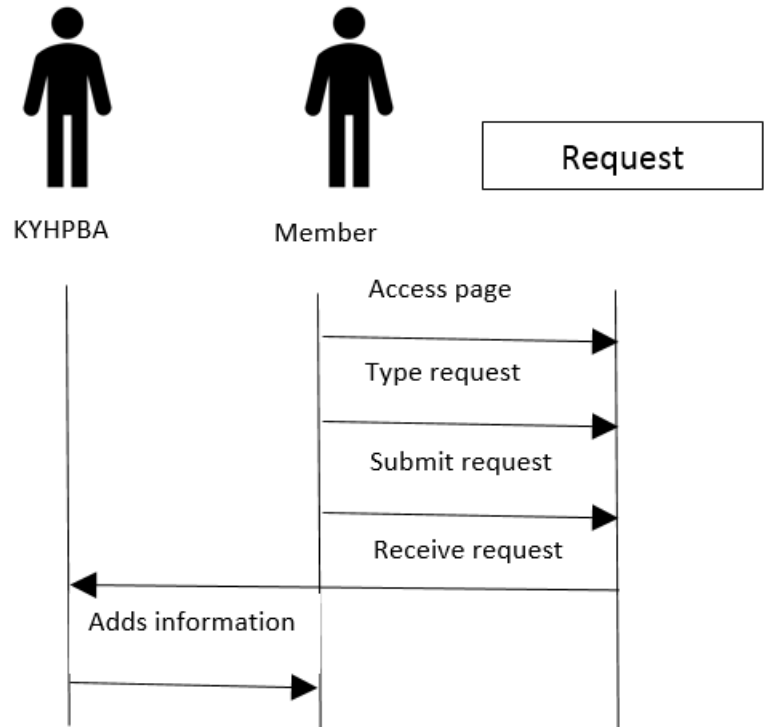 Request
KYHPBA
Member
Access page
Type request
Submit request
Receive request
Adds information